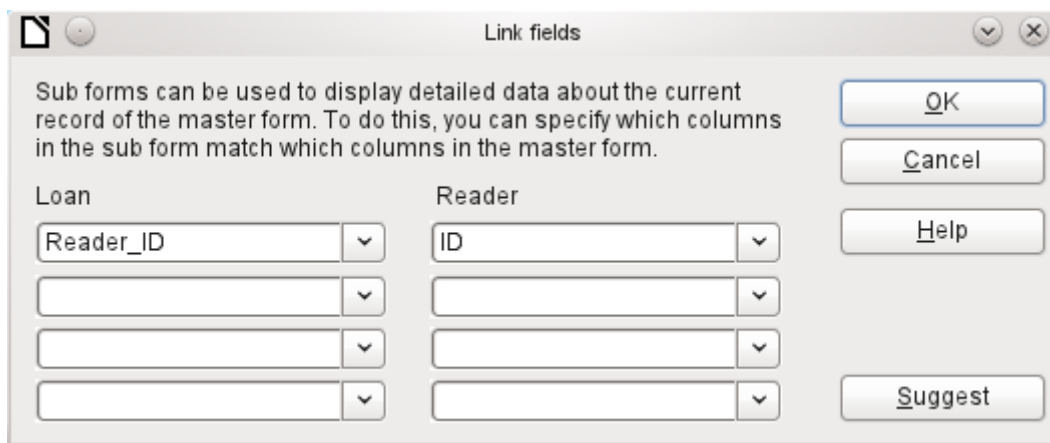 Link fields
Sub forms can be used to display detailed data about the current
record of the master form. To do this, you can specify which columns
in the sub form match which columns in the master form.
OK
Cancel
Loan Reader
Reader_ID ID
Help
Suggest